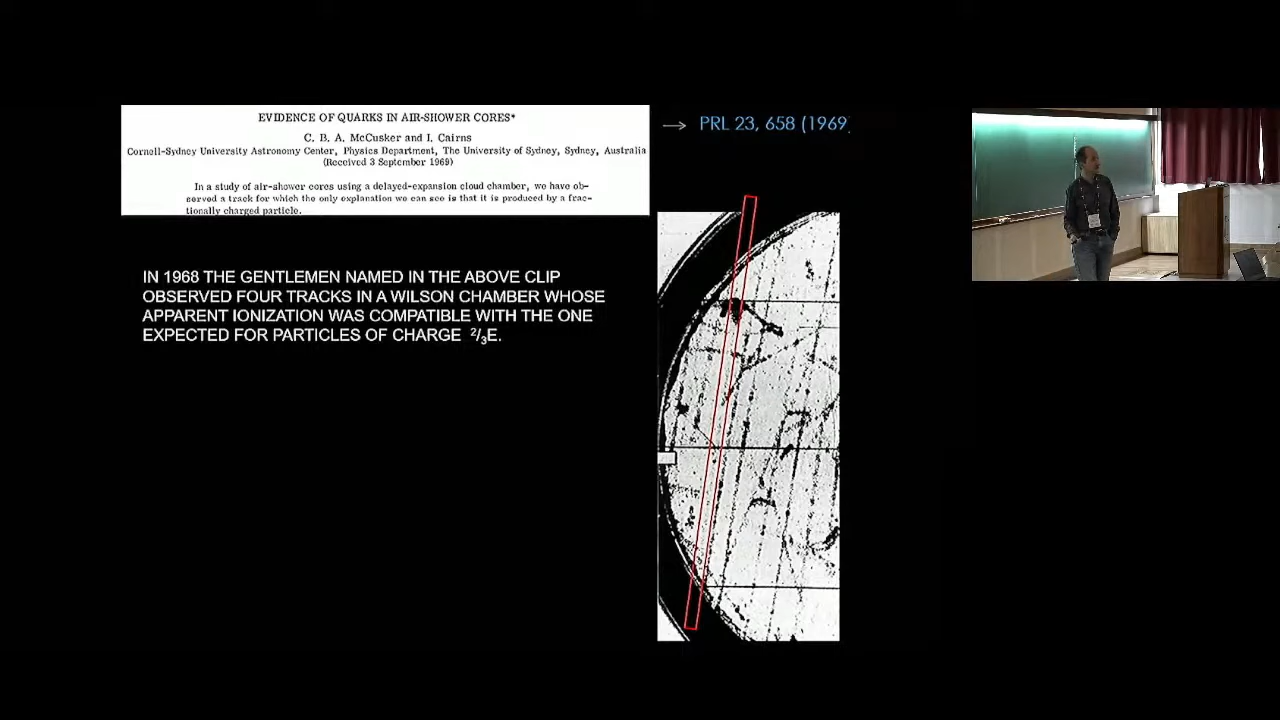 EVIDENCE OF QUARKS IN AIR-SHOWER CORES*
C. B. A. McCusker and I. Cairns
Cornell-Sydney University Astronomy Center, Physics Department, The University of Sydney, Sydney, Australia
(Received 3 September 1969)
In a study of air-shower cores using a delayed-expansion cloud chamber, we have ob-
served a track for which the only explanation we can see is that it is produced by a frac-
tionally charged particle.
→ PRL 23, 658 (1969)
IN 1968 THE GENTLEMEN NAMED IN THE ABOVE CLIP
OBSERVED FOUR TRACKS IN A WILSON CHAMBER WHOSE
APPARENT IONIZATION WAS COMPATIBLE WITH THE ONE
EXPECTED FOR PARTICLES OF CHARGE ²/₃E.